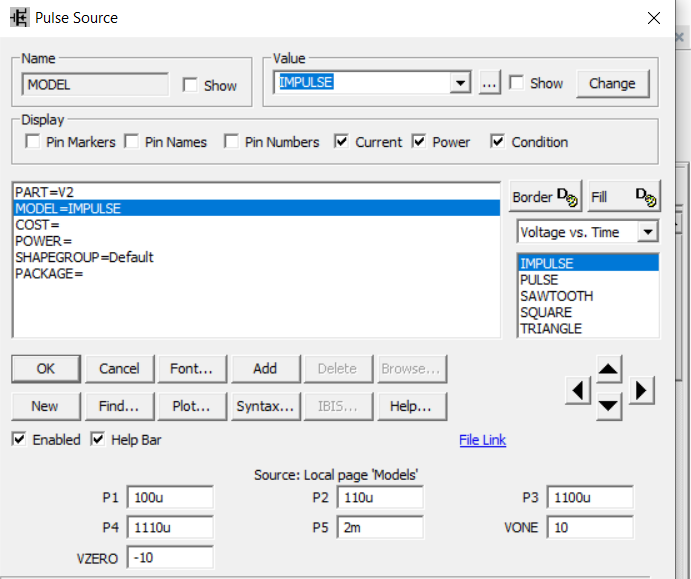 Pulse Source
Name
MODEL
Show
Value
IMPULSE
...
Show
Change
Display
Pin Markers
Pin Names
Pin Numbers
Current
Power
Condition
PART=V2
MODEL=IMPULSE
COST=
POWER=
SHAPEGROUP=Default
PACKAGE=
Border
Fill
Voltage vs. Time
IMPULSE
PULSE
SAWTOOTH
SQUARE
TRIANGLE
OK Cancel Font... Add Delete Browse...
New Find... Plot... Syntax... IBIS... Help...
Enabled Help Bar File Link
Source: Local page 'Models'
P1 100u P2 110u P3 1100u
P4 1110u P5 2m VONE 10
VZERO -10